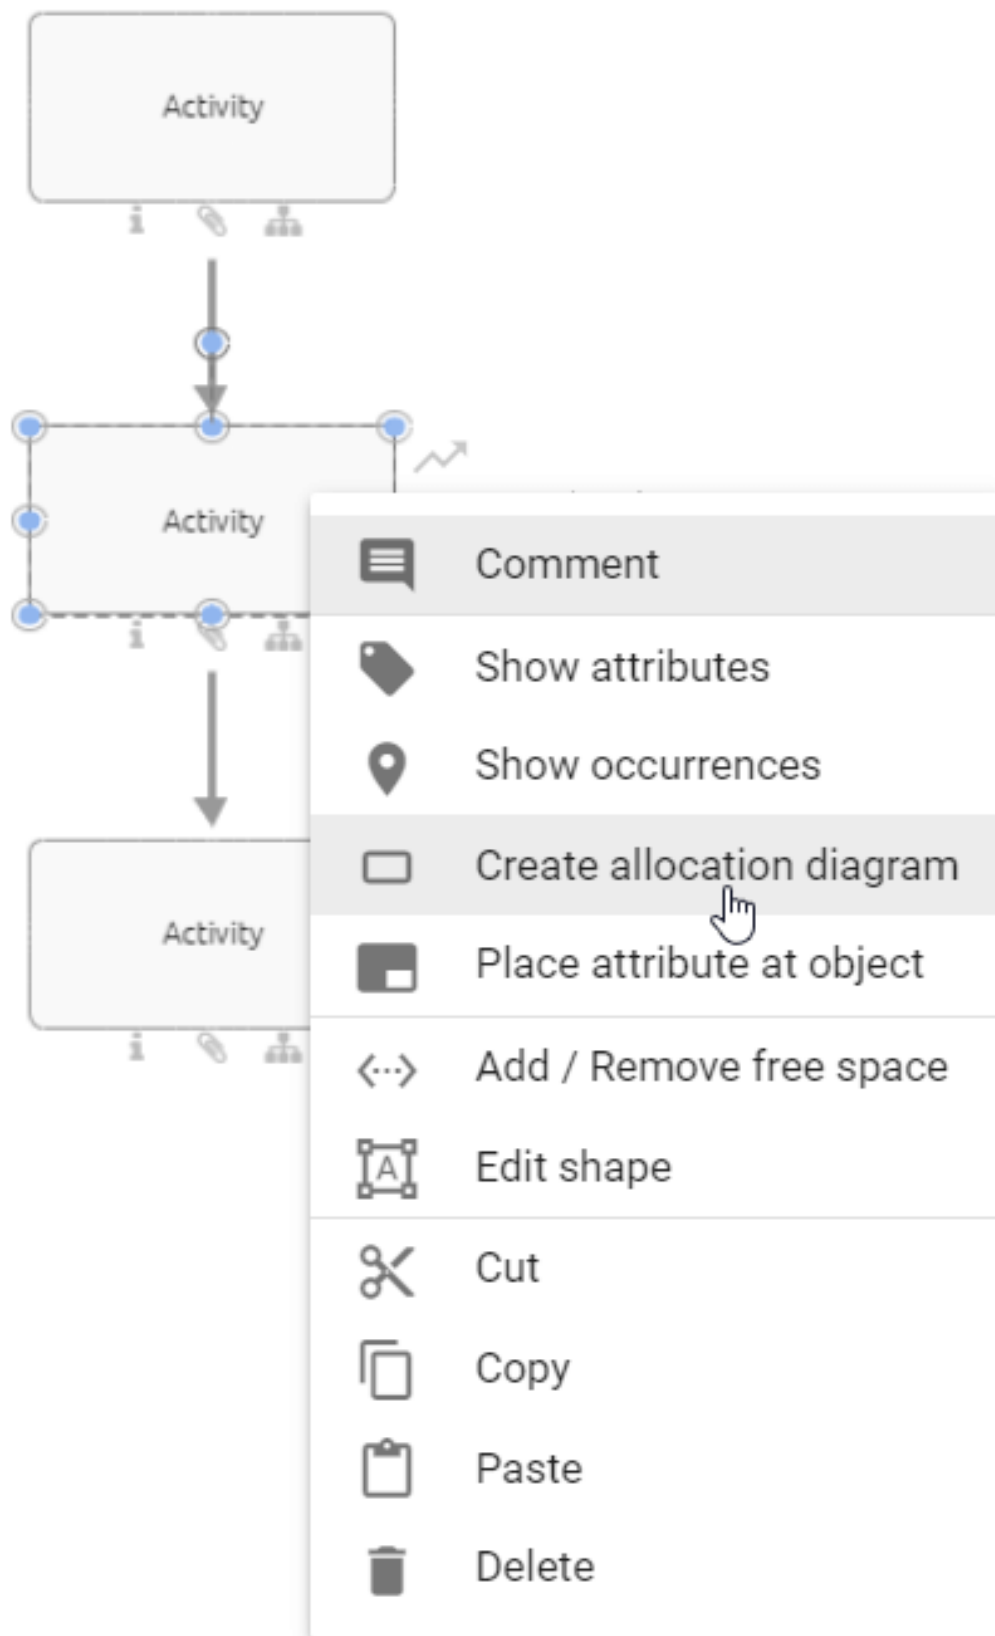 Activity
Activity
Comment
Show attributes
Show occurrences
Create allocation diagram
Place attribute at object
Activity
Add / Remove free space
Edit shape
Cut
Copy
Paste
Delete